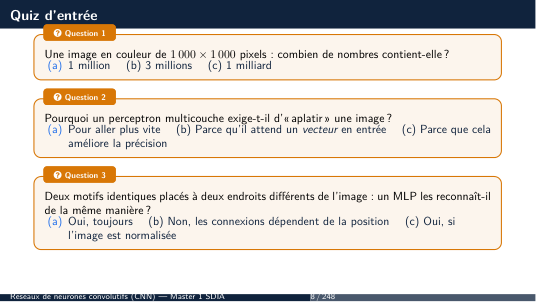 Quiz d'entrée
Question 1
Une image en couleur de 1 000 × 1 000 pixels : combien de nombres contient-elle ?
(a) 1 million (b) 3 millions (c) 1 milliard
Question 2
Pourquoi un perceptron multicouche exige-t-il d'« aplatir » une image ?
(a) Pour aller plus vite (b) Parce qu'il attend un vecteur en entrée (c) Parce que cela
améliore la précision
Question 3
Deux motifs identiques placés à deux endroits différents de l'image : un MLP les reconnaît-il
de la même manière ?
(a) Oui, toujours (b) Non, les connexions dépendent de la position (c) Oui, si
l'image est normalisée
Réseaux de neurones convolutifs (CNN) — Master 1 SDIA 8 / 248